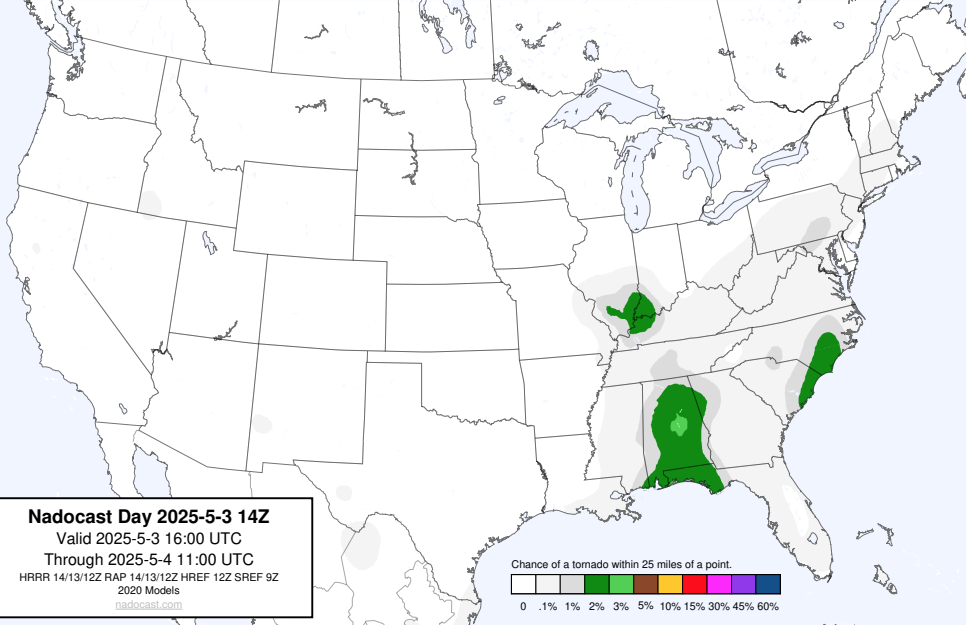 Nadocast Day 2025-5-3 14Z
Valid 2025-5-3 16:00 UTC
Through 2025-5-4 11:00 UTC
HRRR 14/13/12Z RAP 14/13/12Z HREF 12Z SREF 9Z
2020 Models
nadocast.com
Chance of a tornado within 25 miles of a point.
0 .1% 1% 2% 3% 5% 10% 15% 30% 45% 60%